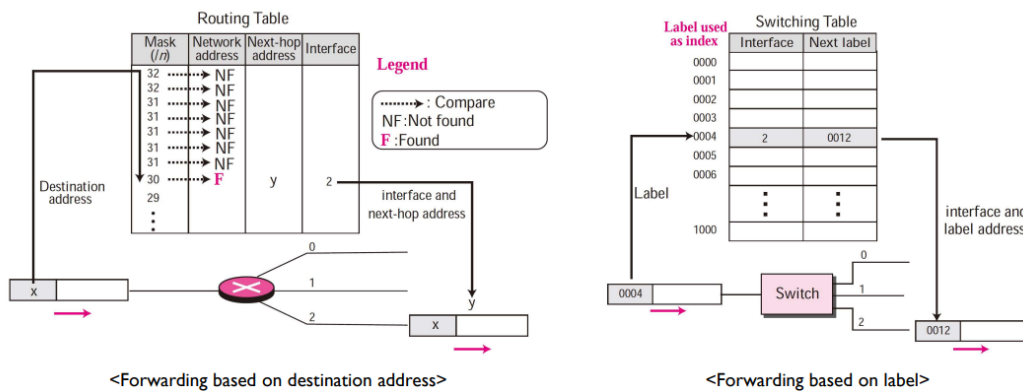 Routing Table
Mask
(/n)
Network
address
Next-hop
address
Interface
32 NF
32 NF
31 NF
31 NF
31 NF
31 NF
31 NF
30 F y 2
29
Destination
address
interface and
next-hop address
Legend
: Compare
NF:Not found
F :Found
x
0
1
2
y
x
<Forwarding based on destination address>
Switching Table
Label used
as index
Interface Next label
0000
0001
0002
0003
0004 2 0012
0005
0006
1000
Label
interface and
label address
0004
Switch
0
1
2
0012
<Forwarding based on label>